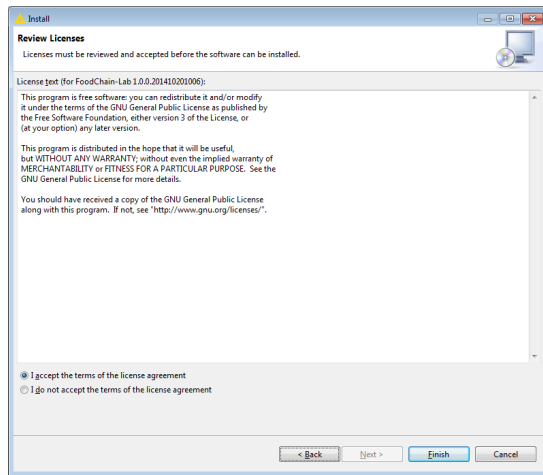 Install
Review Licenses
Licenses must be reviewed and accepted before the software can be installed.
License text (for FoodChain-Lab 1.0.0.201410201006):
This program is free software: you can redistribute it and/or modify
it under the terms of the GNU General Public License as published by
the Free Software Foundation, either version 3 of the License, or
(at your option) any later version.
This program is distributed in the hope that it will be useful,
but WITHOUT ANY WARRANTY; without even the implied warranty of
MERCHANTABILITY or FITNESS FOR A PARTICULAR PURPOSE.  See the
GNU General Public License for more details.
You should have received a copy of the GNU General Public License
along with this program.  If not, see "http://www.gnu.org/licenses/".
I accept the terms of the license agreement
I do not accept the terms of the license agreement
< Back Next > Finish Cancel